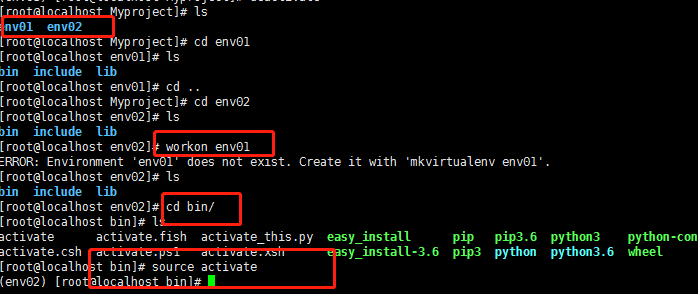 [root@localhost Myproject]# ls
env01 env02
[root@localhost Myproject]# cd env01
[root@localhost env01]# ls
bin include lib
[root@localhost env01]# cd ..
[root@localhost Myproject]# cd env02
[root@localhost env02]# ls
bin include lib
[root@localhost env02]# workon env01
ERROR: Environment 'env01' does not exist. Create it with 'mkvirtualenv env01'.
[root@localhost env02]# ls
bin include lib
[root@localhost env02]# cd bin/
[root@localhost bin]# ls
activate activate.fish activate_this.py easy_install pip pip3.6 python3 python-con
activate.csh activate.ps1 activate.xsh easy_install-3.6 pip3 python python3.6 wheel
[root@localhost bin]# source activate
(env02) [root@localhost bin]#